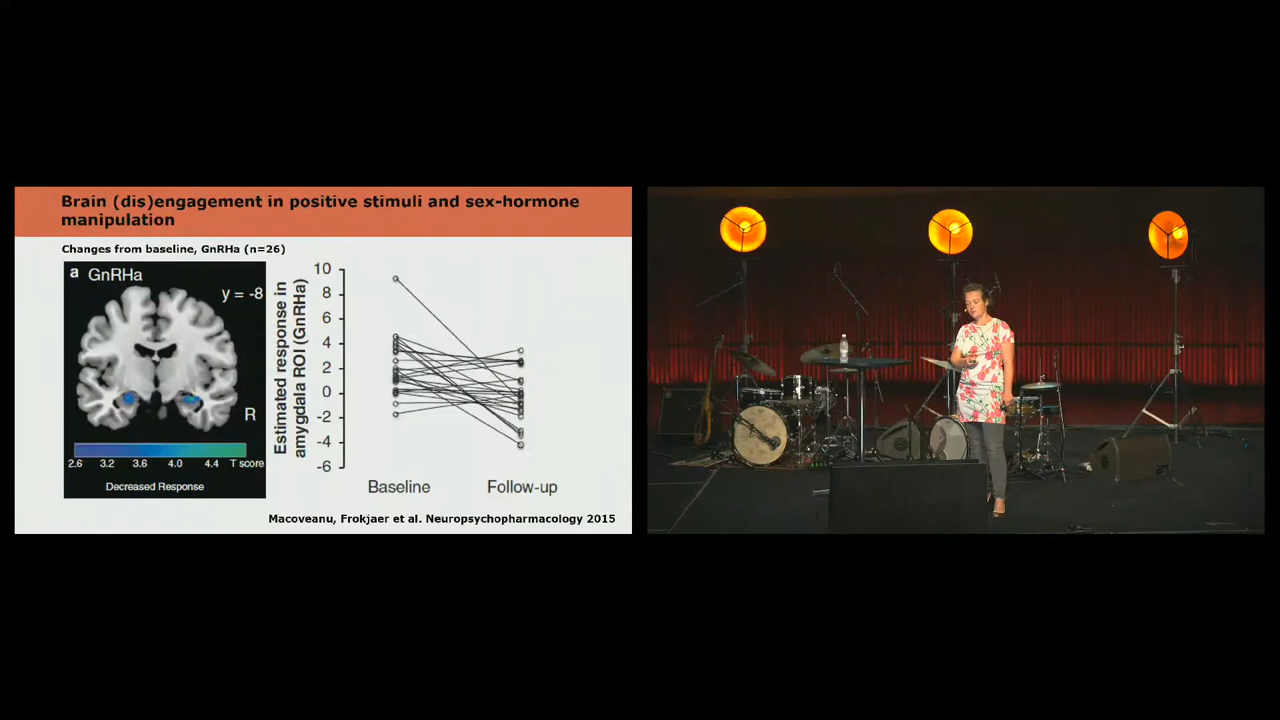 Brain (dis)engagement in positive stimuli and sex-hormone
manipulation
Changes from baseline, GnRHa (n=26)
a GnRHa
y = -8
R
2.6 3.2 3.6 4.0 4.4 T score
Decreased Response
Estimated response in
amygdala ROI (GnRHa)
10
8
6
4
2
0
-2
-4
-6
Baseline Follow-up
Macoveanu, Frokjaer et al. Neuropsychopharmacology 2015